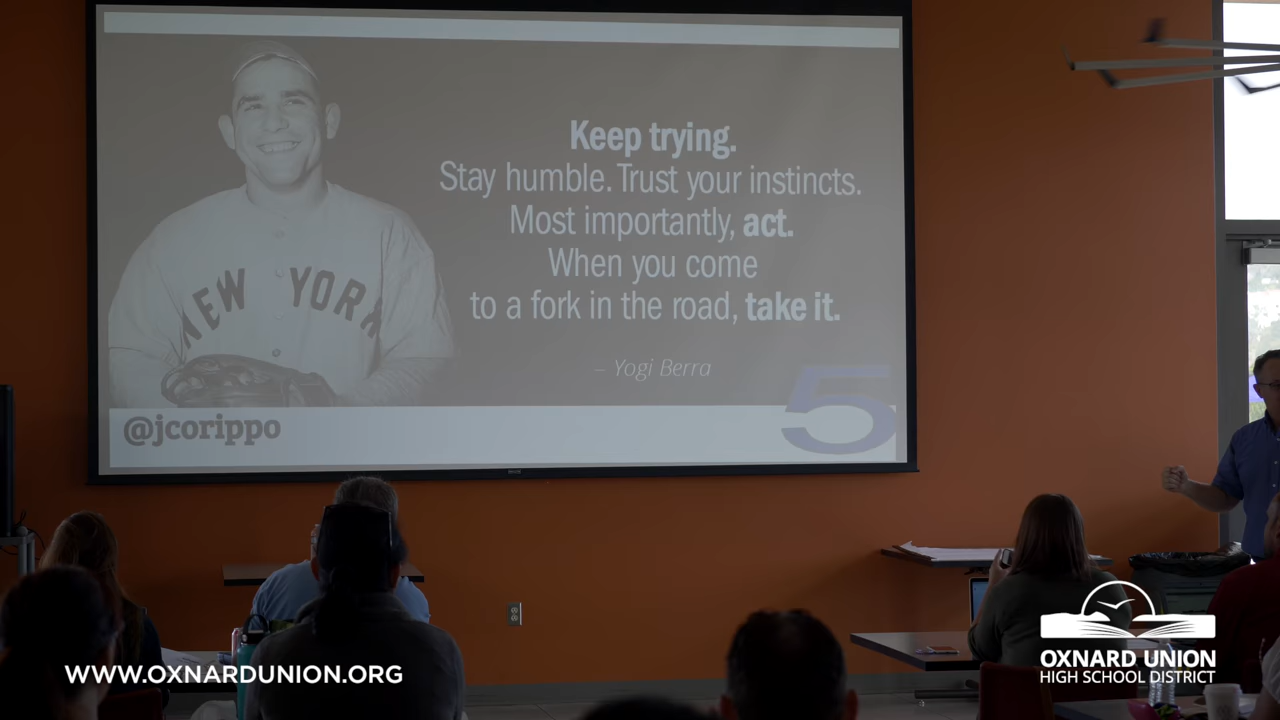 Keep trying.
Stay humble. Trust your instincts.
Most importantly, act.
When you come
to a fork in the road, take it.
– Yogi Berra
NEW YORK
@jcorippo
5
WWW.OXNARDUNION.ORG
OXNARD UNION
HIGH SCHOOL DISTRICT